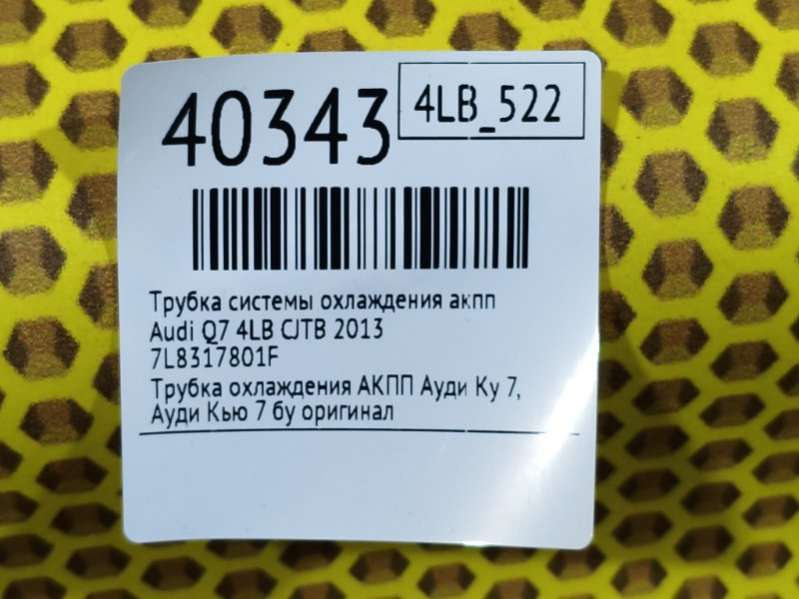 40343
4LB_522
Трубка системы охлаждения акпп
Audi Q7 4LB CJTB 2013
7L8317801F
Трубка охлаждения АКПП Ауди Ку 7,
Ауди Кью 7 бу оригинал